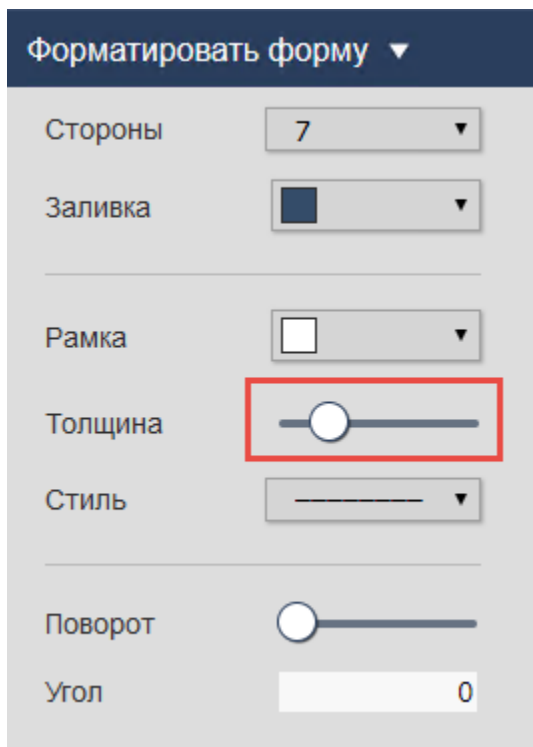 Форматировать форму
Стороны 7
Заливка
Рамка
Толщина
Стиль
Поворот
Угол 0